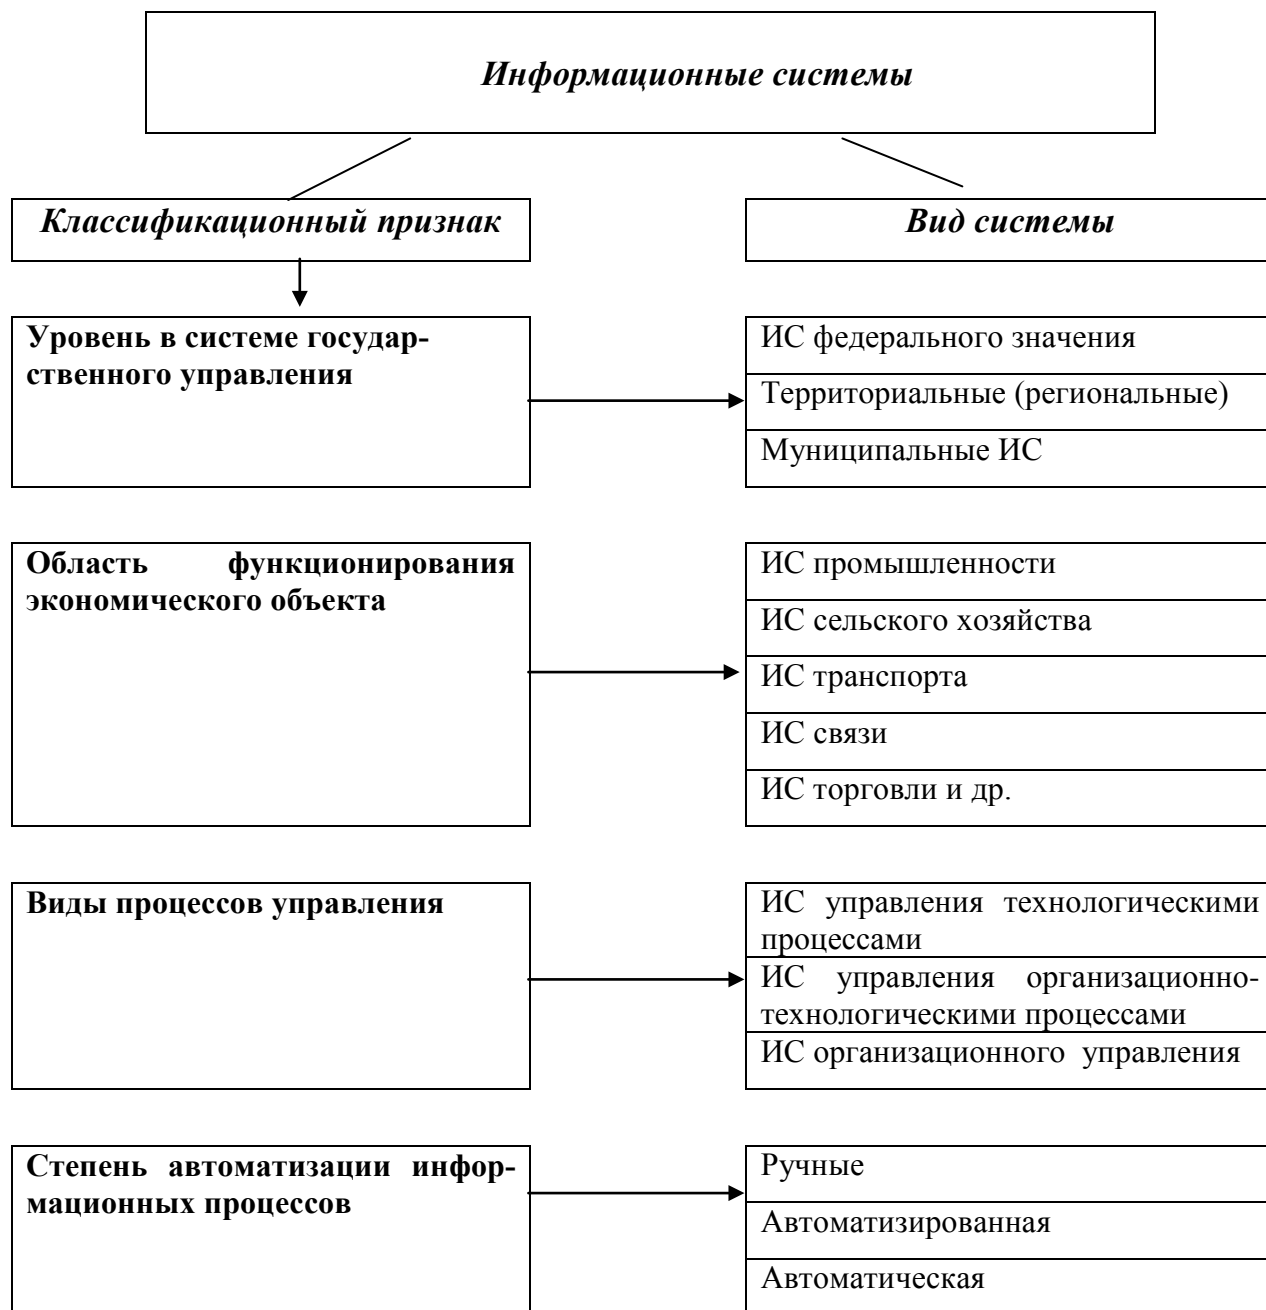 Информационные системы
Классификационный признак
Вид системы
Уровень в системе государ-
ственного управления
ИС федерального значения
Территориальные (региональные)
Муниципальные ИС
Область функционирования
экономического объекта
ИС промышленности
ИС сельского хозяйства
ИС транспорта
ИС связи
ИС торговли и др.
Виды процессов управления
ИС управления технологическими
процессами
ИС управления организационно-
технологическими процессами
ИС организационного управления
Степень автоматизации инфор-
мационных процессов
Ручные
Автоматизированная
Автоматическая